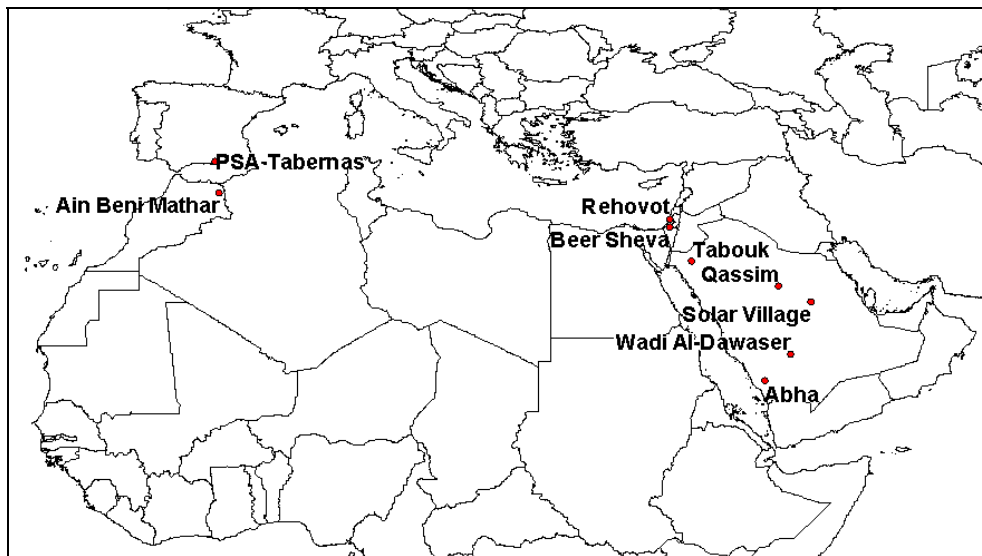 PSA-Tabernas
Ain Beni Mathar
Rehovot
Beer Sheva
Tabouk
Qassim
Solar Village
Wadi Al-Dawaser
Abha